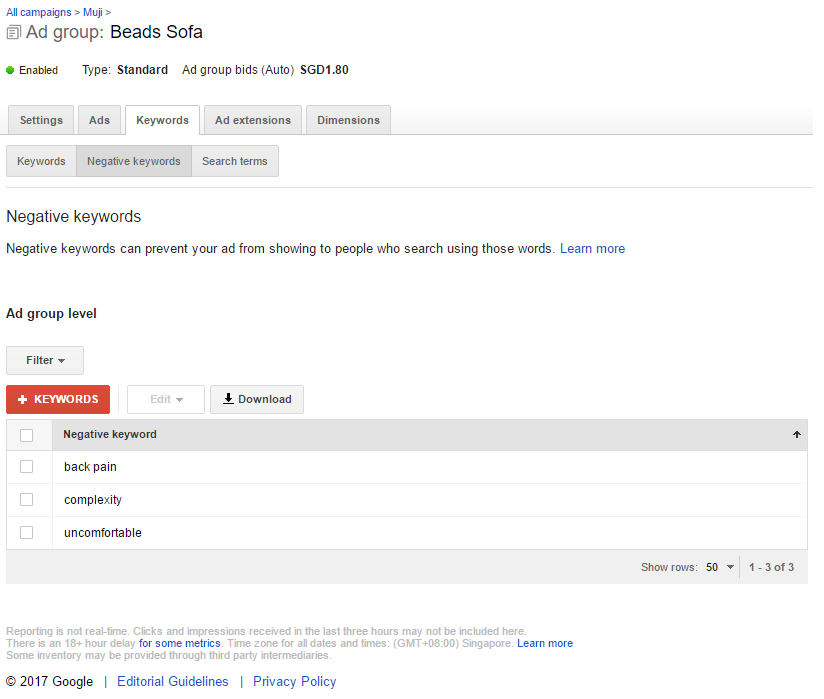 All campaigns > Muji >
Ad group: Beads Sofa
Enabled Type: Standard Ad group bids (Auto) SGD1.80
Settings Ads Keywords Ad extensions Dimensions
Keywords Negative keywords Search terms
Negative keywords
Negative keywords can prevent your ad from showing to people who search using those words. Learn more
Ad group level
Filter
+ KEYWORDS Edit Download
Negative keyword
back pain
complexity
uncomfortable
Show rows: 50 1 - 3 of 3
Reporting is not real-time. Clicks and impressions received in the last three hours may not be included here.
There is an 18+ hour delay for some metrics. Time zone for all dates and times: (GMT+08:00) Singapore. Learn more
Some inventory may be provided through third party intermediaries.
© 2017 Google | Editorial Guidelines | Privacy Policy